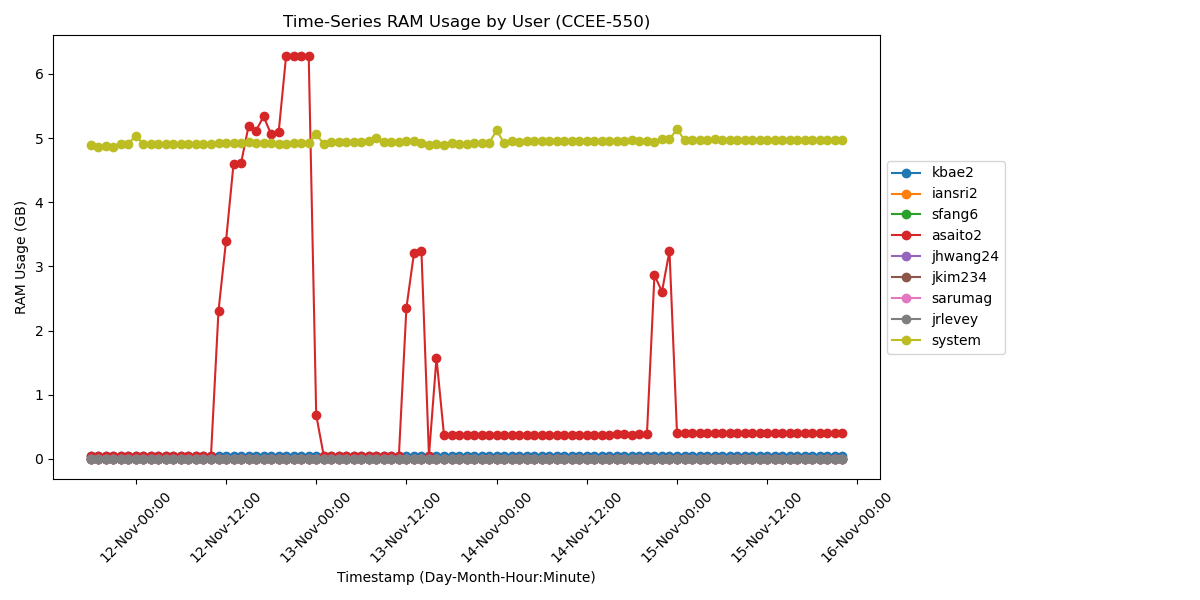 Time-Series RAM Usage by User (CCEE-550)
RAM Usage (GB)
6
5
4
3
2
1
0
12-Nov-00:00
12-Nov-12:00
13-Nov-00:00
13-Nov-12:00
14-Nov-00:00
14-Nov-12:00
15-Nov-00:00
15-Nov-12:00
16-Nov-00:00
Timestamp (Day-Month-Hour:Minute)
kbae2
iansri2
sfang6
asaito2
jhwang24
jkim234
sarumag
jrlevey
system